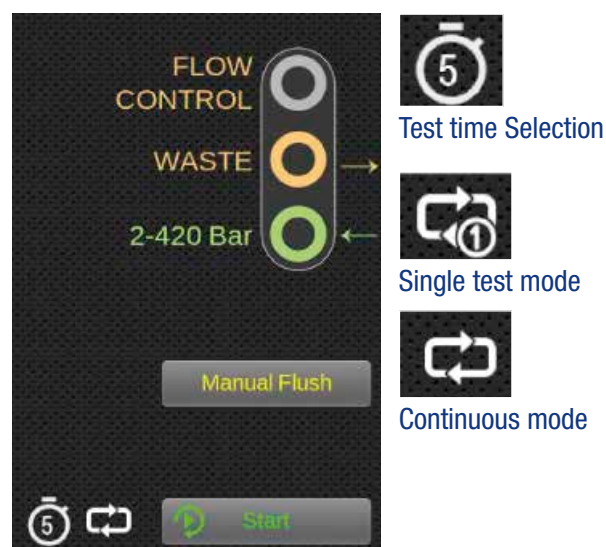 FLOW
CONTROL
WASTE →
2-420 Bar ←
Manual Flush
5
Start
5
Test time Selection
1
Single test mode
Continuous mode